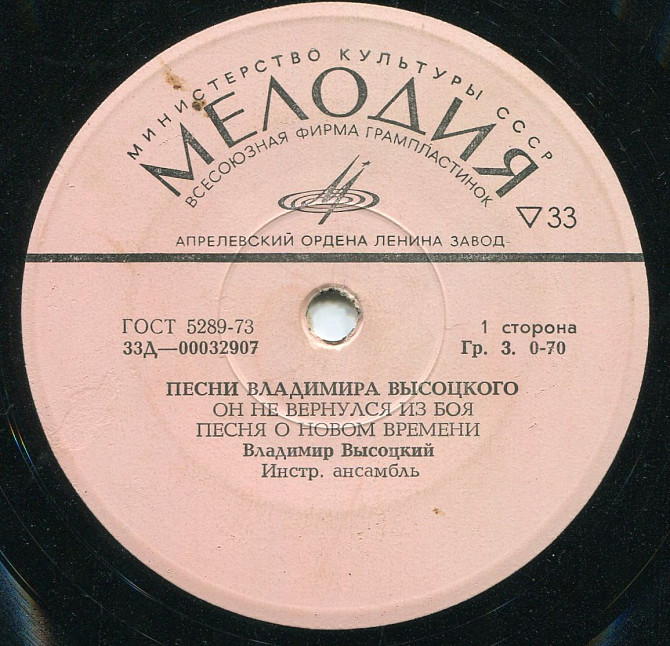 МИНИСТЕРСТВО КУЛЬТУРЫ СССР
МЕЛОДИЯ
ВСЕСОЮЗНАЯ ФИРМА ГРАМПЛАСТИНОК
▽33
АПРЕЛЕВСКИЙ ОРДЕНА ЛЕНИНА ЗАВОД
ГОСТ 5289-73
1 сторона
33Д—00032907
Гр. 3. 0-70
ПЕСНИ ВЛАДИМИРА ВЫСОЦКОГО
ОН НЕ ВЕРНУЛСЯ ИЗ БОЯ
ПЕСНЯ О НОВОМ ВРЕМЕНИ
Владимир Высоцкий
Инстр. ансамбль